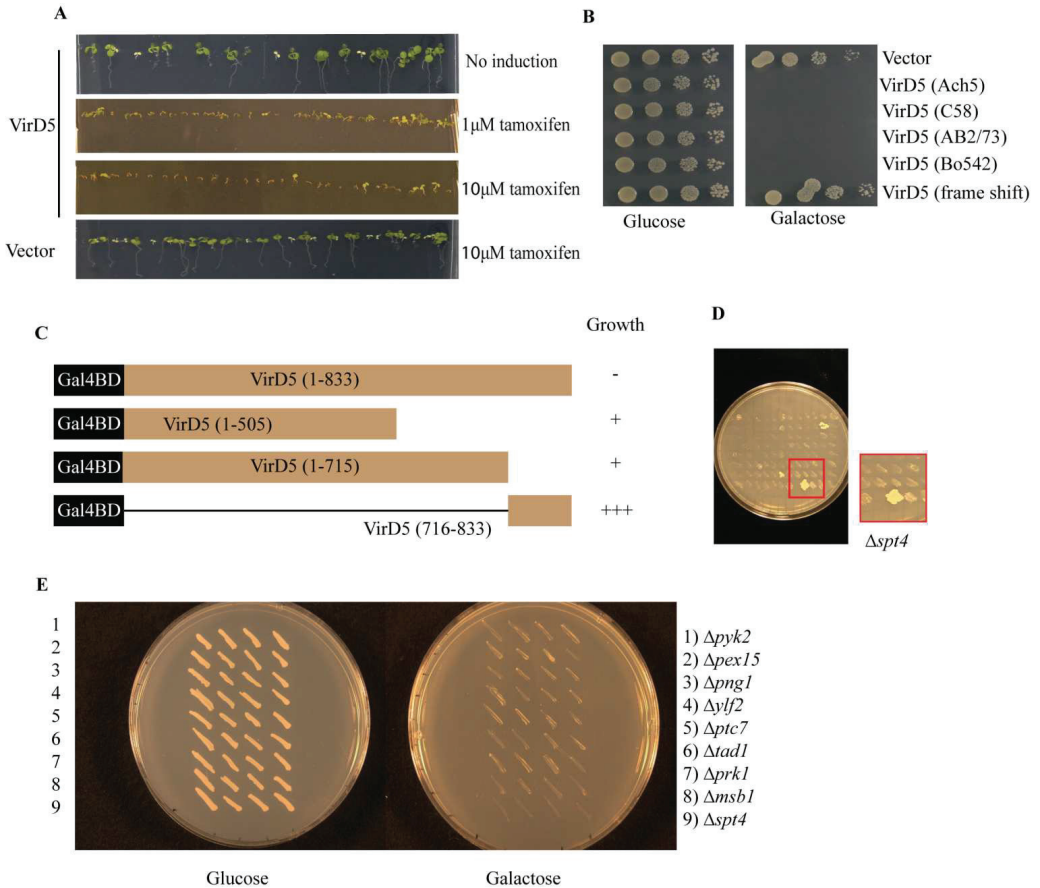 A
VirD5
No induction
1μM tamoxifen
10μM tamoxifen
Vector
10μM tamoxifen
B
Vector
VirD5 (Ach5)
VirD5 (C58)
VirD5 (AB2/73)
VirD5 (Bo542)
VirD5 (frame shift)
Glucose
Galactose
C
Growth
Gal4BD VirD5 (1-833) -
Gal4BD VirD5 (1-505) +
Gal4BD VirD5 (1-715) +
Gal4BD VirD5 (716-833) +++
D
Δspt4
E
1
2
3
4
5
6
7
8
9
1) Δpyk2
2) Δpex15
3) Δpng1
4) Δylf2
5) Δptc7
6) Δtad1
7) Δprk1
8) Δmsb1
9) Δspt4
Glucose
Galactose